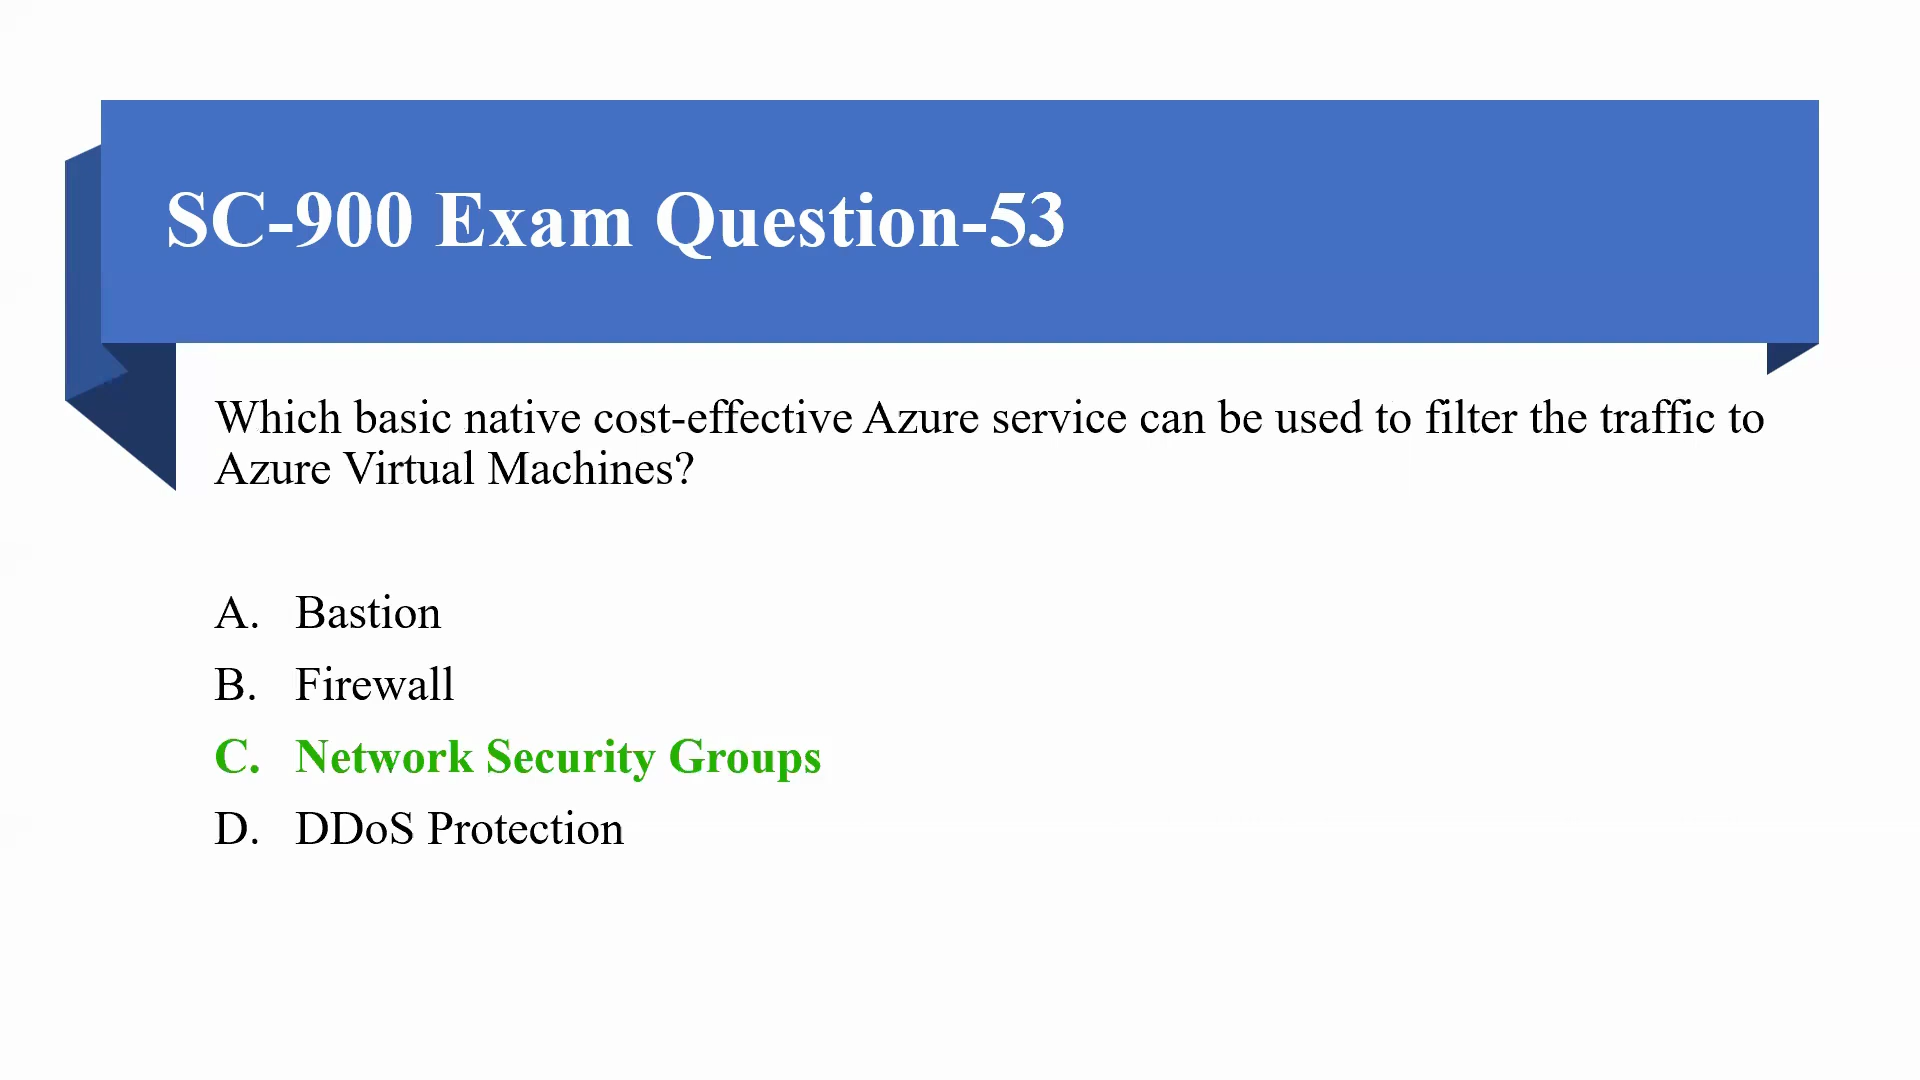 SC-900 Exam Question-53
Which basic native cost-effective Azure service can be used to filter the traffic to
Azure Virtual Machines?
A. Bastion
B. Firewall
C. Network Security Groups
D. DDoS Protection